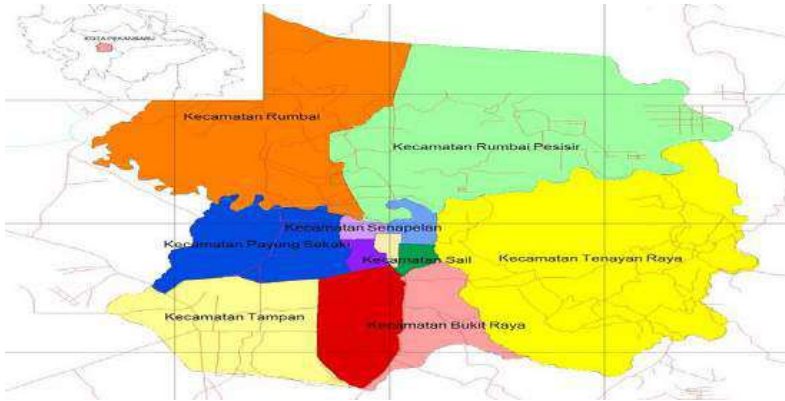 KOTA PEKANBARU
Kecamatan Rumbai
Kecamatan Rumbai Pesisir
Kecamatan Senapelan
Kecamatan Payung Sekaki
Kecamatan Sail
Kecamatan Tenayan Raya
Kecamatan Tampan
Kecamatan Bukit Raya